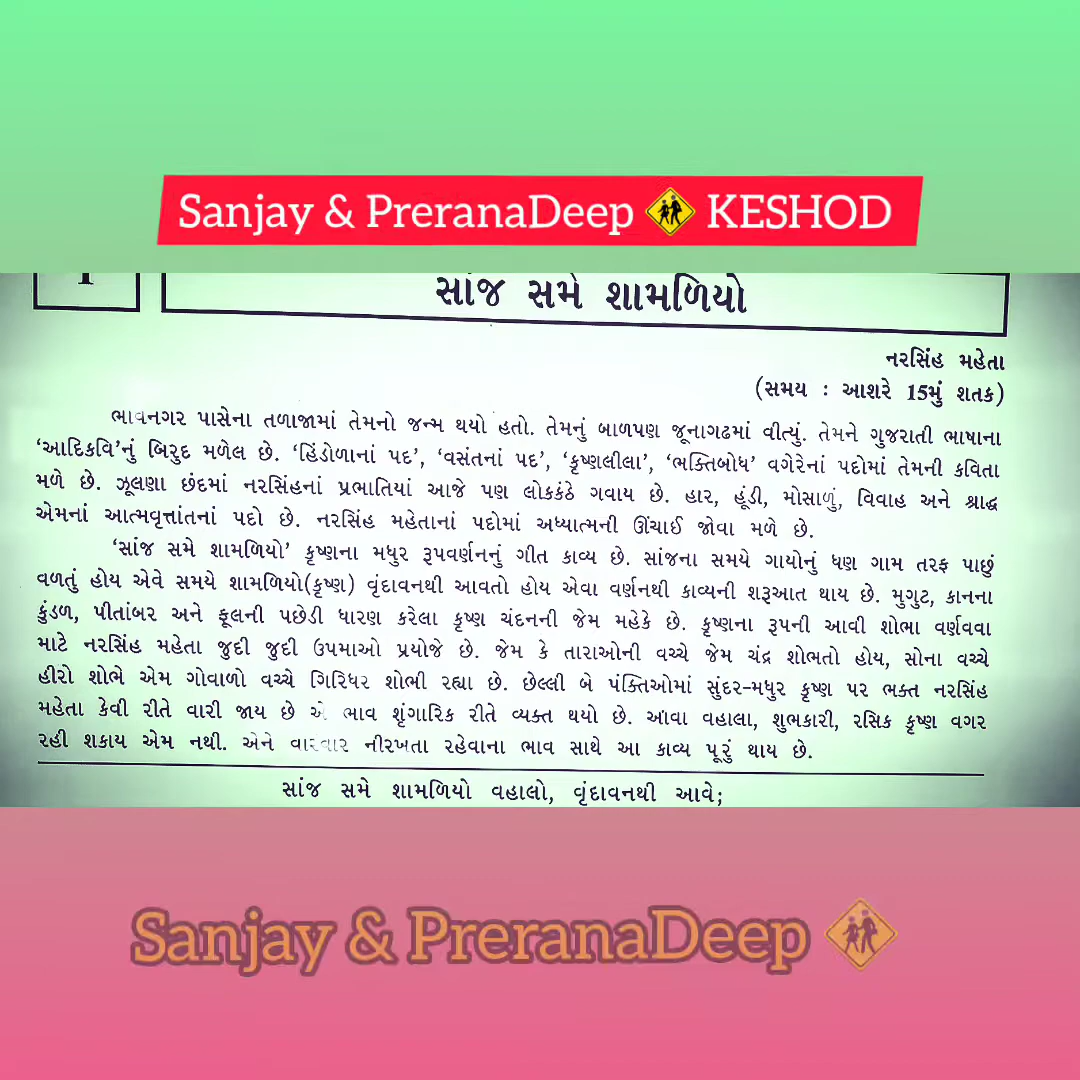 Sanjay & PreranaDeep 🚸 KESHOD
સાંજ સમે શામળિયો
નરસિંહ મહેતા
(સમય : આશરે 15મું શતક)
ભાવનગર પાસેના તળાજામાં તેમનો જન્મ થયો હતો. તેમનું બાળપણ જૂનાગઢમાં વીત્યું. તેમને ગુજરાતી ભાષાના
‘આદિકવિ’નું બિરુદ મળેલ છે. ‘હિંડોળાનાં પદ’, ‘વસંતનાં પદ’, ‘કૃષ્ણલીલા’, ‘ભક્તિબોધ’ વગેરેનાં પદોમાં તેમની કવિતા
મળે છે. ઝૂલણા છંદમાં નરસિંહનાં પ્રભાતિયાં આજે પણ લોકકંઠે ગવાય છે. હાર, હૂંડી, મોસાળું, વિવાહ અને શ્રાદ્ધ
એમનાં આત્મવૃત્તાંતનાં પદો છે. નરસિંહ મહેતાનાં પદોમાં અધ્યાત્મની ઊંચાઈ જોવા મળે છે.
‘સાંજ સમે શામળિયો’ કૃષ્ણના મધુર રૂપવર્ણનનું ગીત કાવ્ય છે. સાંજના સમયે ગાયોનું ધણ ગામ તરફ પાછું
વળતું હોય એવે સમયે શામળિયો(કૃષ્ણ) વૃંદાવનથી આવતો હોય એવા વર્ણનથી કાવ્યની શરૂઆત થાય છે. મુગુટ, કાનના
કુંડળ, પીતાંબર અને ફૂલની પછેડી ધારણ કરેલા કૃષ્ણ ચંદનની જેમ મહેકે છે. કૃષ્ણના રૂપની આવી શોભા વર્ણવવા
માટે નરસિંહ મહેતા જુદી જુદી ઉપમાઓ પ્રયોજે છે. જેમ કે તારાઓની વચ્ચે જેમ ચંદ્ર શોભતો હોય, સોના વચ્ચે
હીરો શોભે એમ ગોવાળો વચ્ચે ગિરિધર શોભી રહ્યા છે. છેલ્લી બે પંક્તિઓમાં સુંદર-મધુર કૃષ્ણ પર ભક્ત નરસિંહ
મહેતા કેવી રીતે વારી જાય છે એ ભાવ શૃંગારિક રીતે વ્યક્ત થયો છે. આવા વહાલા, શુભકારી, રસિક કૃષ્ણ વગર
રહી શકાય એમ નથી. એને વારંવાર નીરખતા રહેવાના ભાવ સાથે આ કાવ્ય પૂરું થાય છે.
સાંજ સમે શામળિયો વહાલો, વૃંદાવનથી આવે;
Sanjay & PreranaDeep 🚸